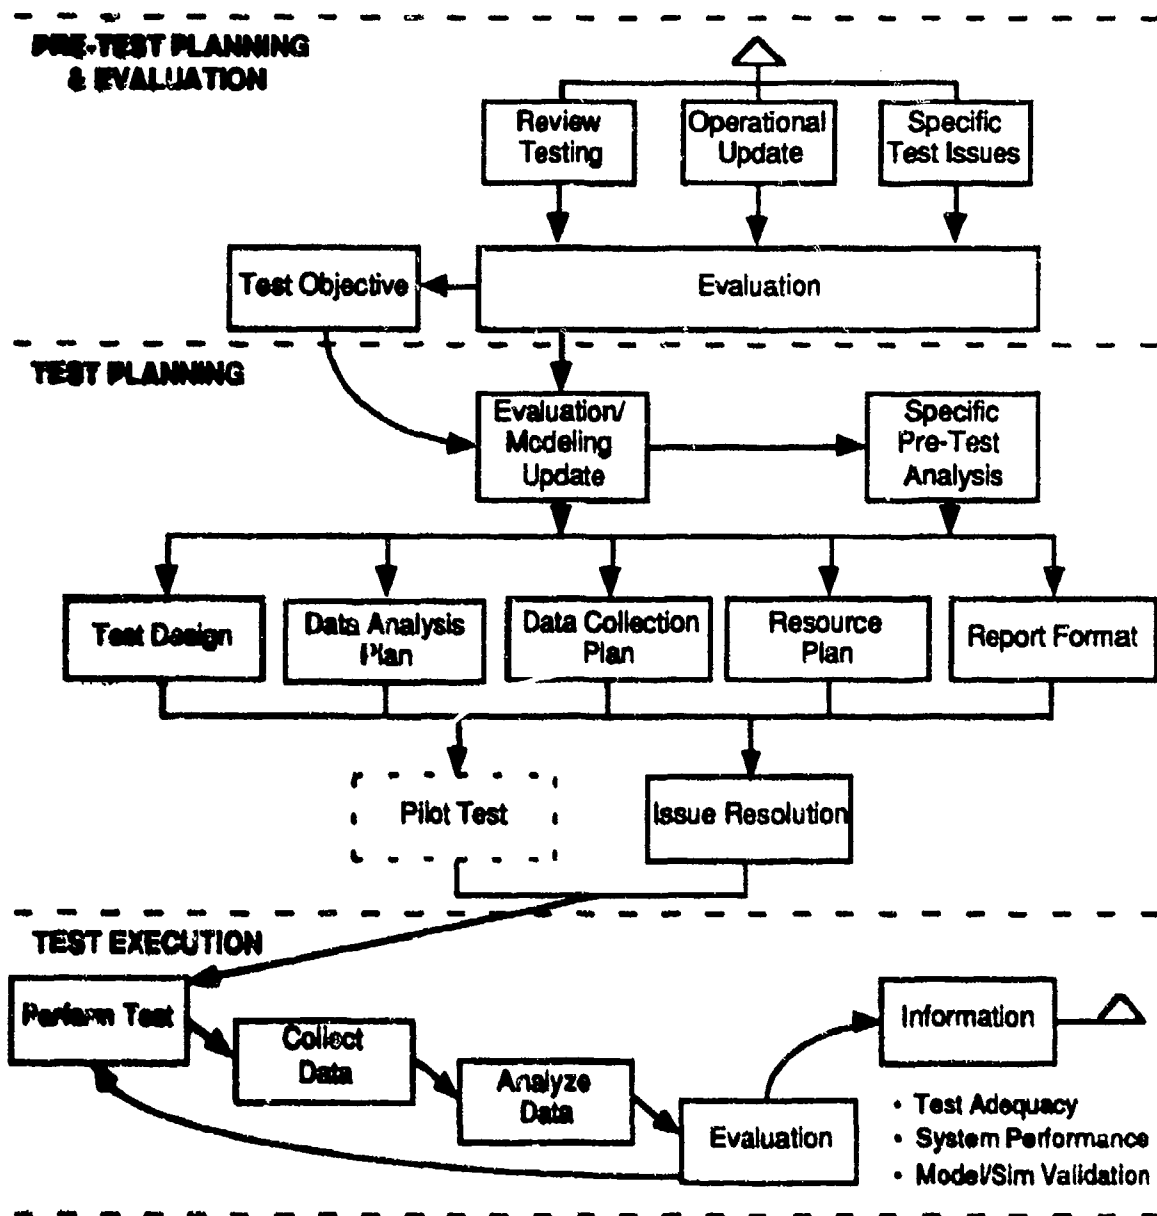 PRE-TEST PLANNING
& EVALUATION
Review
Testing
Operational
Update
Specific
Test Issues
Test Objective
Evaluation
TEST PLANNING
Evaluation/
Modeling
Update
Specific
Pre-Test
Analysis
Test Design
Data Analysis
Plan
Data Collection
Plan
Resource
Plan
Report Format
Pilot Test
Issue Resolution
TEST EXECUTION
Perform Test
Collect
Data
Analyze
Data
Evaluation
Information
• Test Adequacy
• System Performance
• Model/Sim Validation